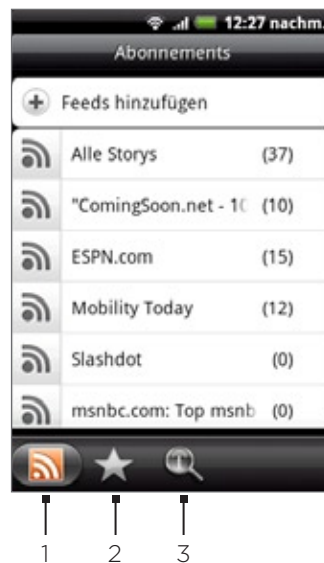 12:27 nachm.
Abonnements
Feeds hinzufügen
Alle Storys (37)
"ComingSoon.net - 10 (10)
ESPN.com (15)
Mobility Today (12)
Slashdot (0)
msnbc.com: Top msnb (0)
1 2 3